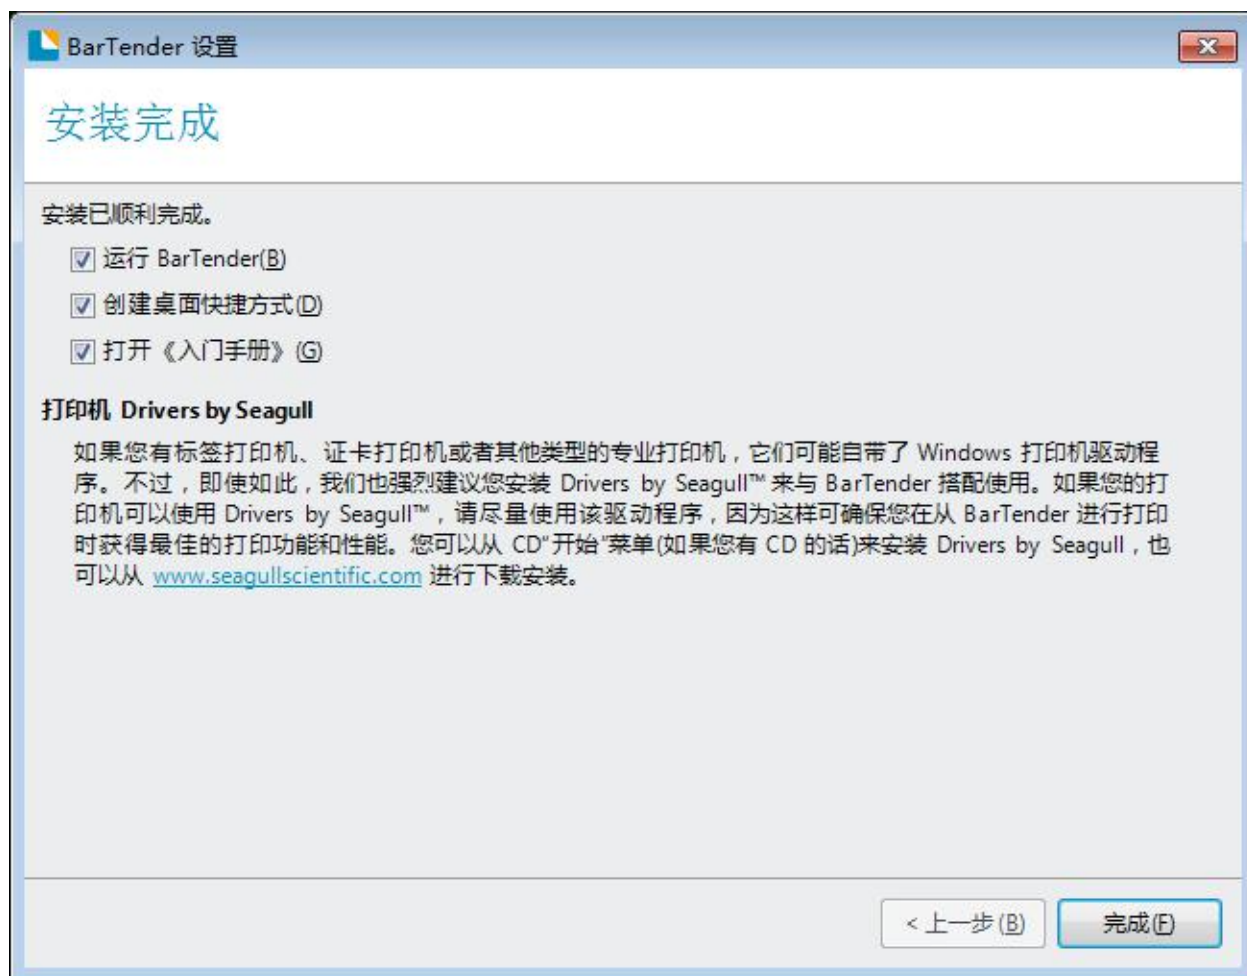 BarTender 设置
安装完成
安装已顺利完成。
运行 BarTender(B)
创建桌面快捷方式(D)
打开《入门手册》(G)
打印机 Drivers by Seagull
如果您有标签打印机、证卡打印机或者其他类型的专业打印机，它们可能自带了 Windows 打印机驱动程
序。不过，即使如此，我们也强烈建议您安装 Drivers by Seagull™ 来与 BarTender 搭配使用。如果您的打
印机可以使用 Drivers by Seagull™，请尽量使用该驱动程序，因为这样可确保您在从 BarTender 进行打印
时获得最佳的打印功能和性能。您可以从 CD“开始”菜单(如果您有 CD 的话)来安装 Drivers by Seagull，也
可以从 www.seagullscientific.com 进行下载安装。
< 上一步(B)
完成(F)